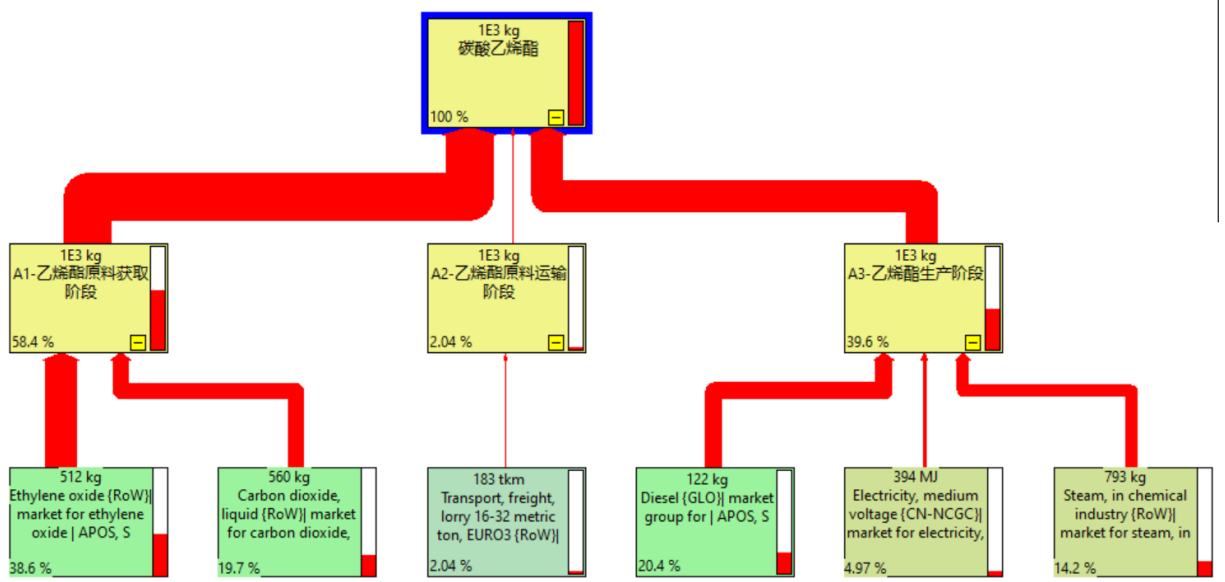 1E3 kg
碳酸乙烯酯
100 %
1E3 kg
A1-乙烯酯原料获取
阶段
58.4 %
1E3 kg
A2-乙烯酯原料运输
阶段
2.04 %
1E3 kg
A3-乙烯酯生产阶段
39.6 %
512 kg
Ethylene oxide {RoW}|
market for ethylene
oxide | APOS, S
38.6 %
560 kg
Carbon dioxide,
liquid {RoW}| market
for carbon dioxide,
19.7 %
183 tkm
Transport, freight,
lorry 16-32 metric
ton, EURO3 {RoW}|
2.04 %
122 kg
Diesel {GLO}| market
group for | APOS, S
20.4 %
394 MJ
Electricity, medium
voltage {CN-NCGC}|
market for electricity,
4.97 %
793 kg
Steam, in chemical
industry {RoW}|
market for steam, in
14.2 %